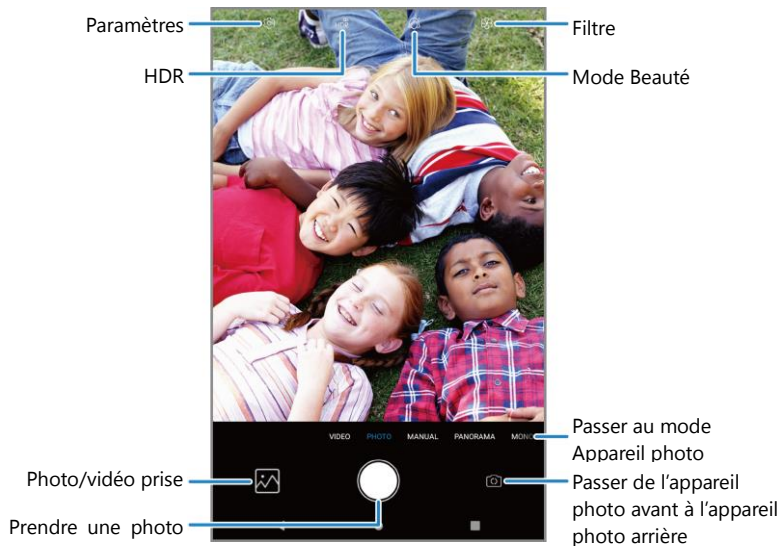 Paramètres
Filtre
HDR
Mode Beauté
VIDEO PHOTO MANUAL PANORAMA MONO
Passer au mode
Appareil photo
Photo/vidéo prise
Passer de l'appareil
photo avant à l'appareil
photo arrière
Prendre une photo